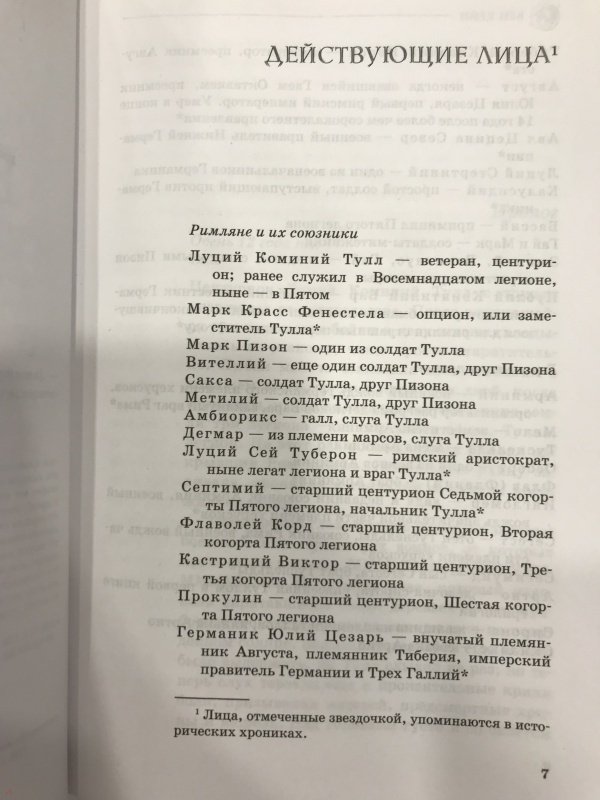 ДЕЙСТВУЮЩИЕ ЛИЦА¹
Римляне и их союзники
Луций Коминий Тулл — ветеран, центури-
он; ранее служил в Восемнадцатом легионе,
ныне — в Пятом
Марк Красс Фенестела — опцион, или заме-
ститель Тулла*
Марк Пизон — один из солдат Тулла
Вителлий — еще один солдат Тулла, друг Пизона
Сакса — солдат Тулла, друг Пизона
Метилий — солдат Тулла, друг Пизона
Амбиорикс — галл, слуга Тулла
Дегмар — из племени марсов, слуга Тулла
Луций Сей Туберон — римский аристократ,
ныне легат легиона и враг Тулла*
Септимий — старший центурион Седьмой когор-
ты Пятого легиона, начальник Тулла*
Флаволей Корд — старший центурион, Вторая
когорта Пятого легиона
Кастриций Виктор — старший центурион, Тре-
тья когорта Пятого легиона
Прокулин — старший центурион, Шестая когор-
та Пятого легиона
Германик Юлий Цезарь — внучатый племян-
ник Августа, племянник Тиберия, имперский
правитель Германии и Трех Галлий*
¹ Лица, отмеченные звездочкой, упоминаются в исто-
рических хрониках.
7